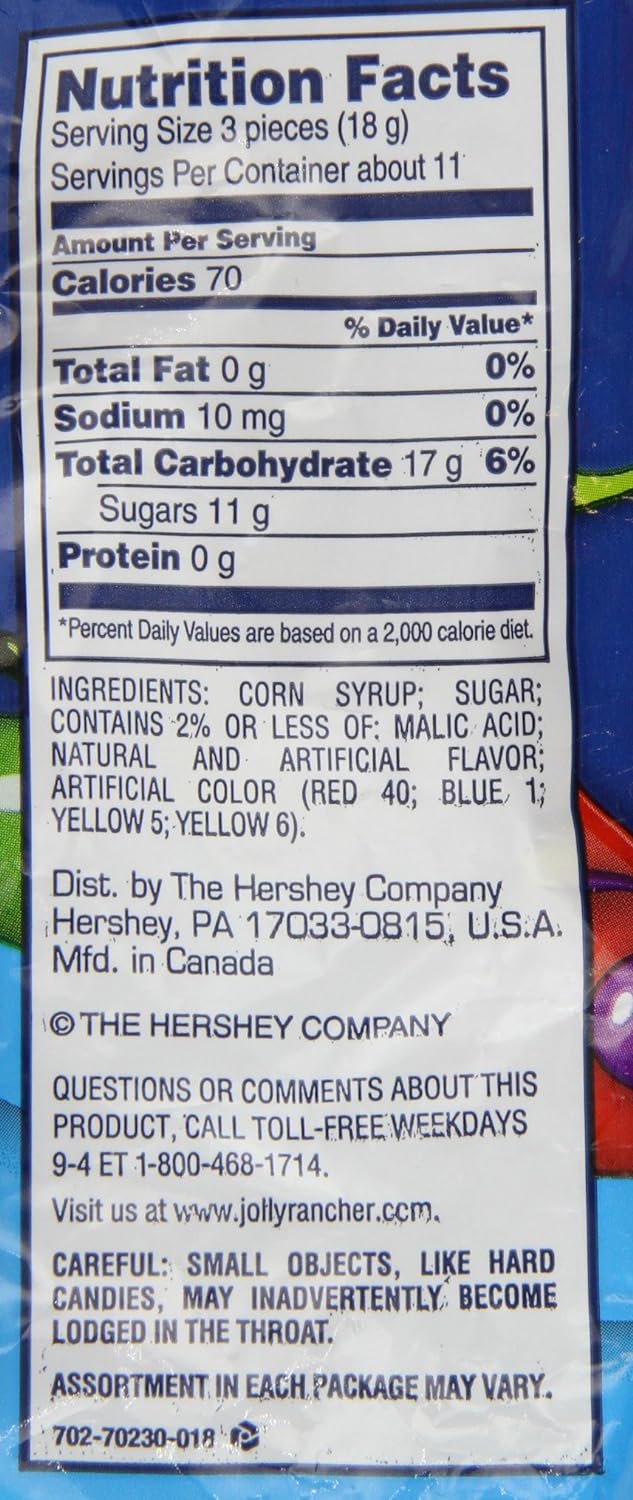 Nutrition Facts
Serving Size 3 pieces (18 g)
Servings Per Container about 11
Amount Per Serving
Calories 70
% Daily Value*
Total Fat 0 g 0%
Sodium 10 mg 0%
Total Carbohydrate 17 g 6%
Sugars 11 g
Protein 0 g
*Percent Daily Values are based on a 2,000 calorie diet.
INGREDIENTS: CORN SYRUP; SUGAR;
CONTAINS 2% OR LESS OF: MALIC ACID;
NATURAL AND ARTIFICIAL FLAVOR;
ARTIFICIAL COLOR (RED 40; BLUE 1;
YELLOW 5; YELLOW 6).
Dist. by The Hershey Company
Hershey, PA 17033-0815, U.S.A.
Mfd. in Canada
© THE HERSHEY COMPANY
QUESTIONS OR COMMENTS ABOUT THIS
PRODUCT, CALL TOLL-FREE WEEKDAYS
9-4 ET 1-800-468-1714.
Visit us at www.jollyrancher.com.
CAREFUL: SMALL OBJECTS, LIKE HARD
CANDIES, MAY INADVERTENTLY BECOME
LODGED IN THE THROAT.
ASSORTMENT IN EACH PACKAGE MAY VARY.
702-70230-018